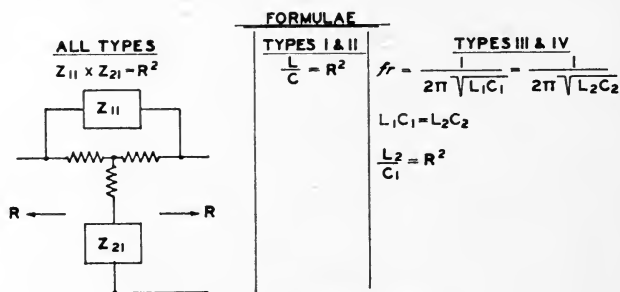 FORMULAE
ALL TYPES
Z₁₁ x Z₂₁ = R²
Z₁₁
R
R
Z₂₁
TYPES I & II
L/C = R²
TYPES III & IV
fr = 1/(2π√L₁C₁) = 1/(2π√L₂C₂)
L₁C₁=L₂C₂
L₂/C₁ = R²